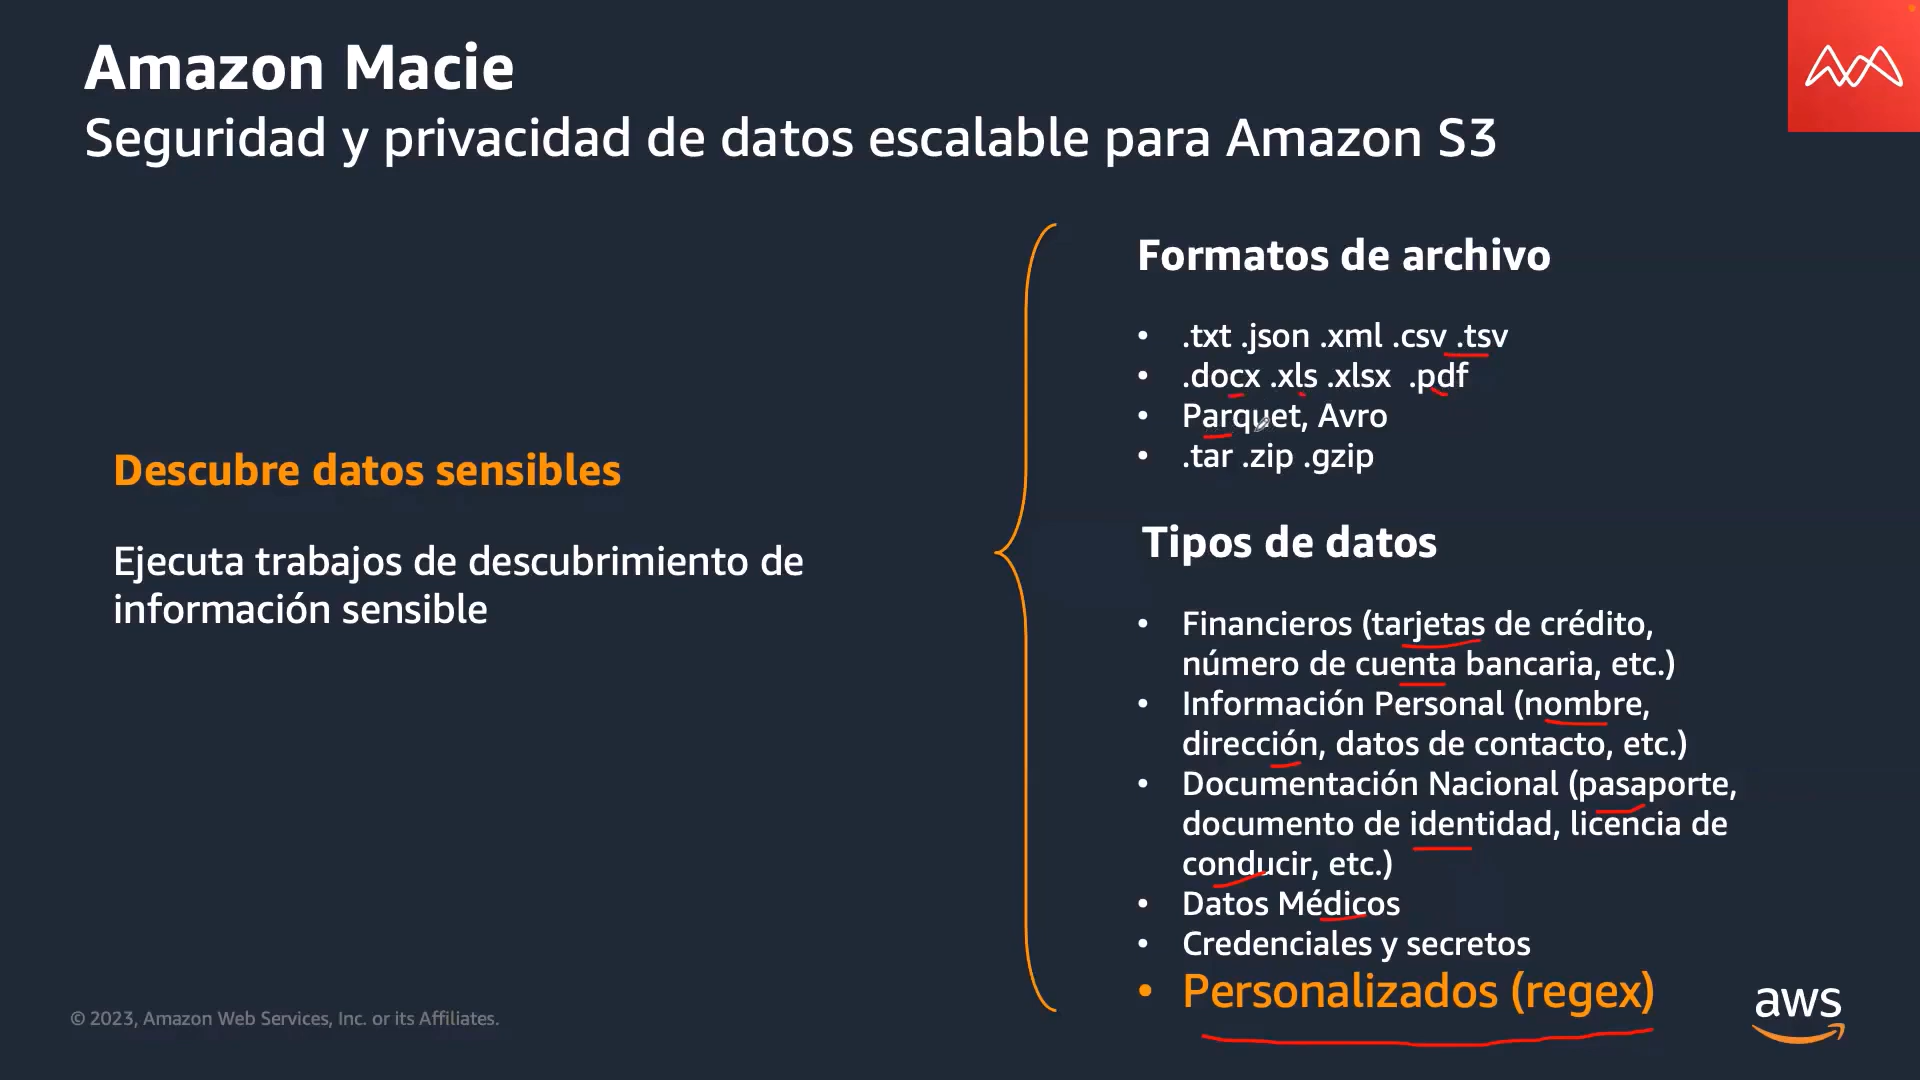 Amazon Macie
Seguridad y privacidad de datos escalable para Amazon S3
Descubre datos sensibles
Ejecuta trabajos de descubrimiento de
información sensible
Formatos de archivo
• .txt .json .xml .csv .tsv
• .docx .xls .xlsx .pdf
• Parquet, Avro
• .tar .zip .gzip
Tipos de datos
• Financieros (tarjetas de crédito,
número de cuenta bancaria, etc.)
• Información Personal (nombre,
dirección, datos de contacto, etc.)
• Documentación Nacional (pasaporte,
documento de identidad, licencia de
conducir, etc.)
• Datos Médicos
• Credenciales y secretos
• Personalizados (regex)
© 2023, Amazon Web Services, Inc. or its Affiliates.
aws